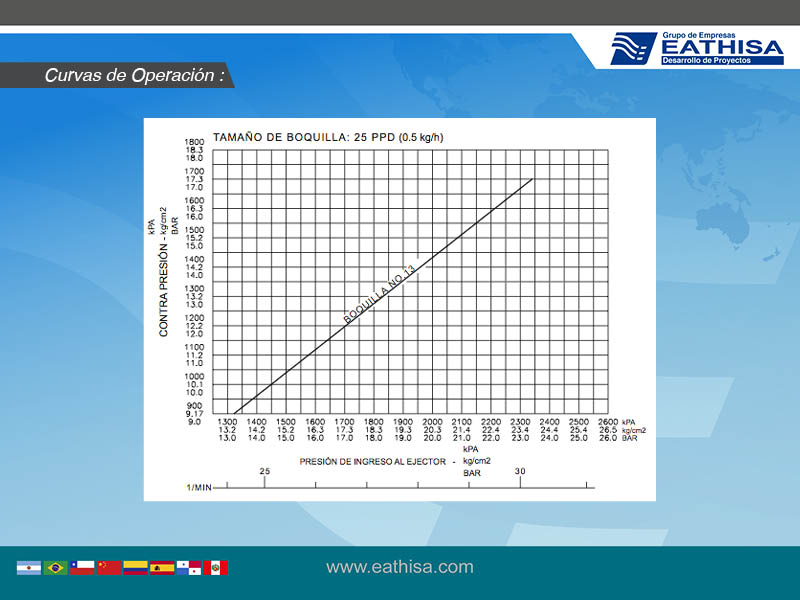 Grupo de Empresas
EATHISA
Desarrollo de Proyectos
Curvas de Operación :
TAMAÑO DE BOQUILLA: 25 PPD (0.5 kg/h)
1800
18.3
18.0
1700
17.3
17.0
1600
16.3
16.0
1500
15.2
15.0
1400
14.2
14.0
1300
13.2
13.0
1200
12.2
12.0
1100
11.2
11.0
1000
10.1
10.0
900
9.17
9.0
CONTRA PRESIÓN - kg/cm2
kPA
BAR
BOQUILLA NO.13
1300 1400 1500 1600 1700 1800 1900 2000 2100 2200 2300 2400 2500 2600 kPA
13.2 14.2 15.2 16.3 17.3 18.3 19.3 20.3 21.4 22.4 23.4 24.4 25.4 26.5 kg/cm2
13.0 14.0 15.0 16.0 17.0 18.0 19.0 20.0 21.0 22.0 23.0 24.0 25.0 26.0 BAR
kPA
PRESIÓN DE INGRESO AL EJECTOR - kg/cm2
BAR
25 30
1/MIN
www.eathisa.com